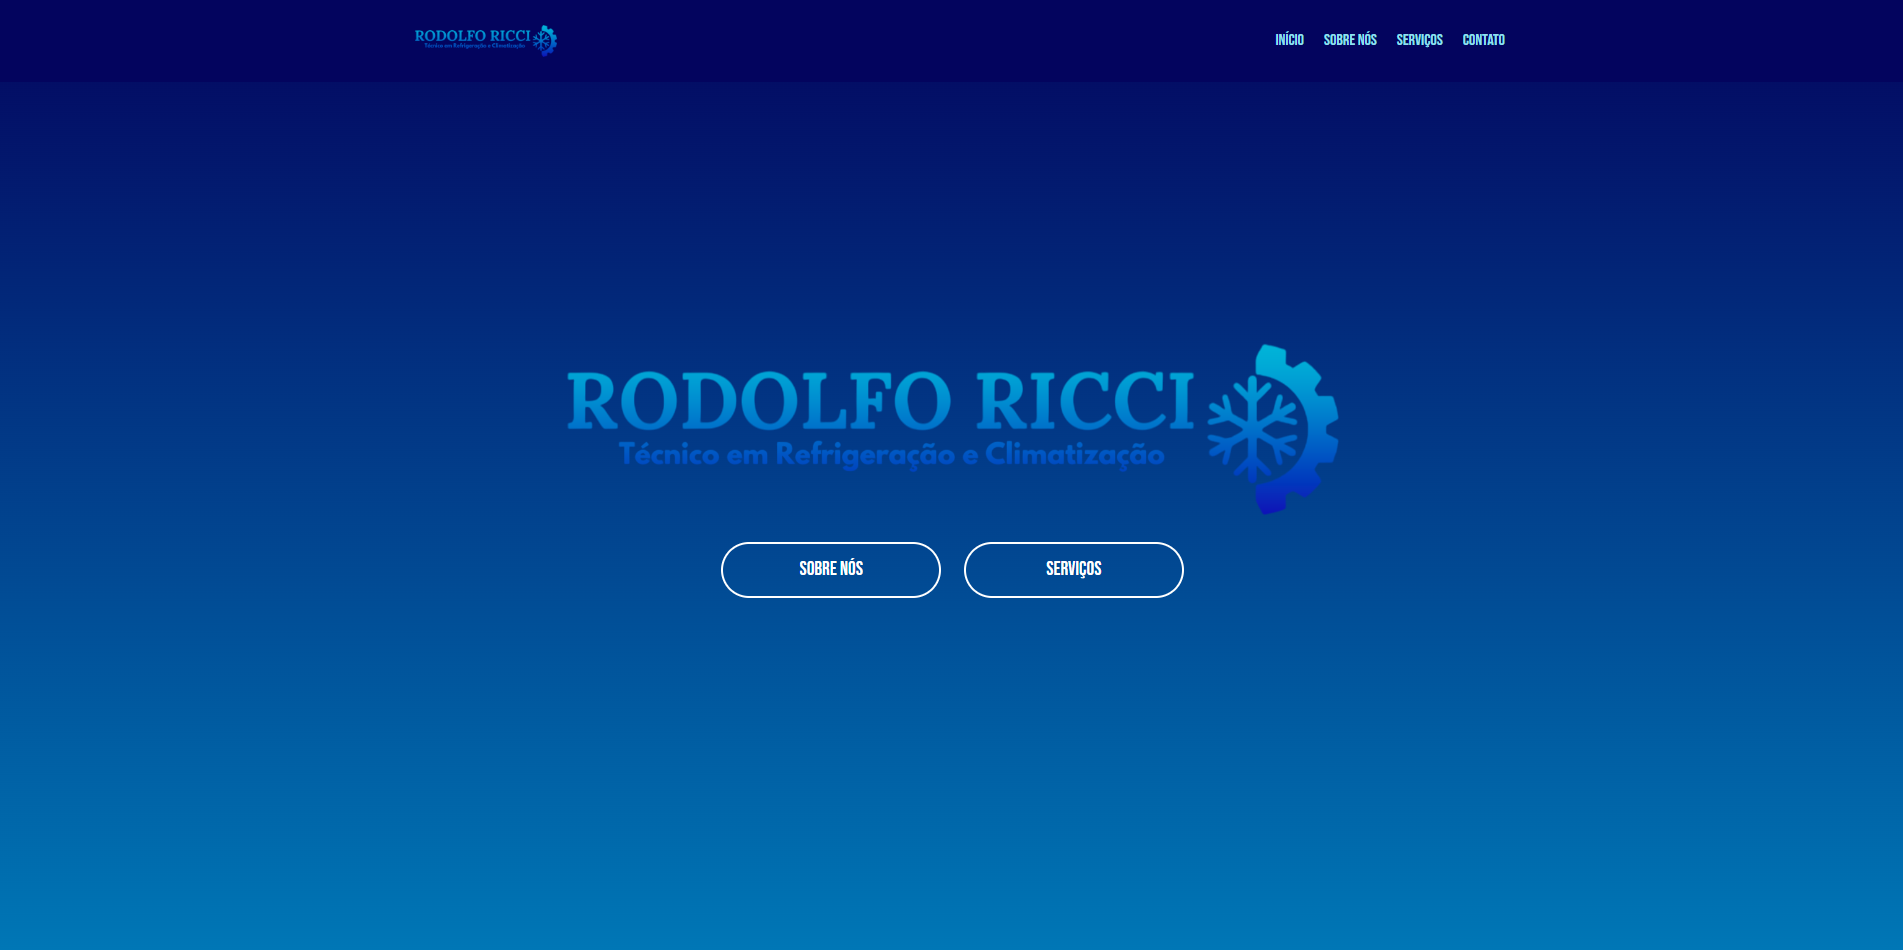 RODOLFO RICCI
Técnico em Refrigeração e Climatização
INÍCIO
SOBRE NÓS
SERVIÇOS
CONTATO
RODOLFO RICCI
Técnico em Refrigeração e Climatização
SOBRE NÓS
SERVIÇOS